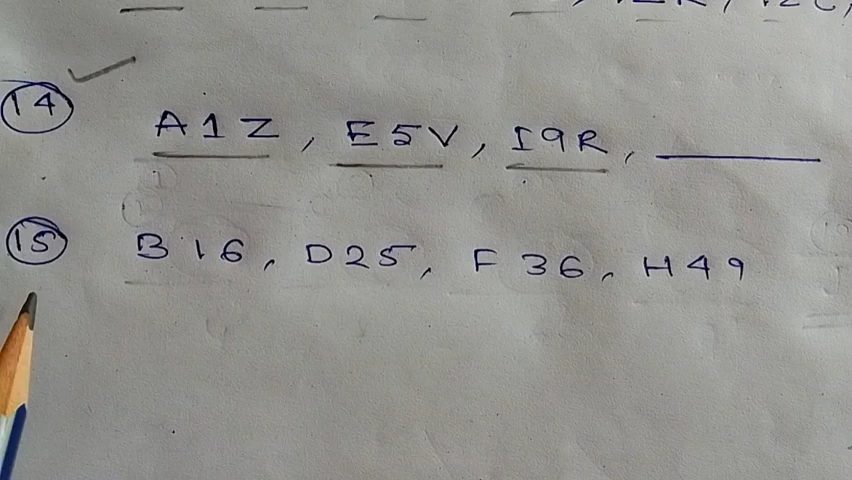 14 A1Z, E5V, I9R, ______
15 B16, D25, F36, H49